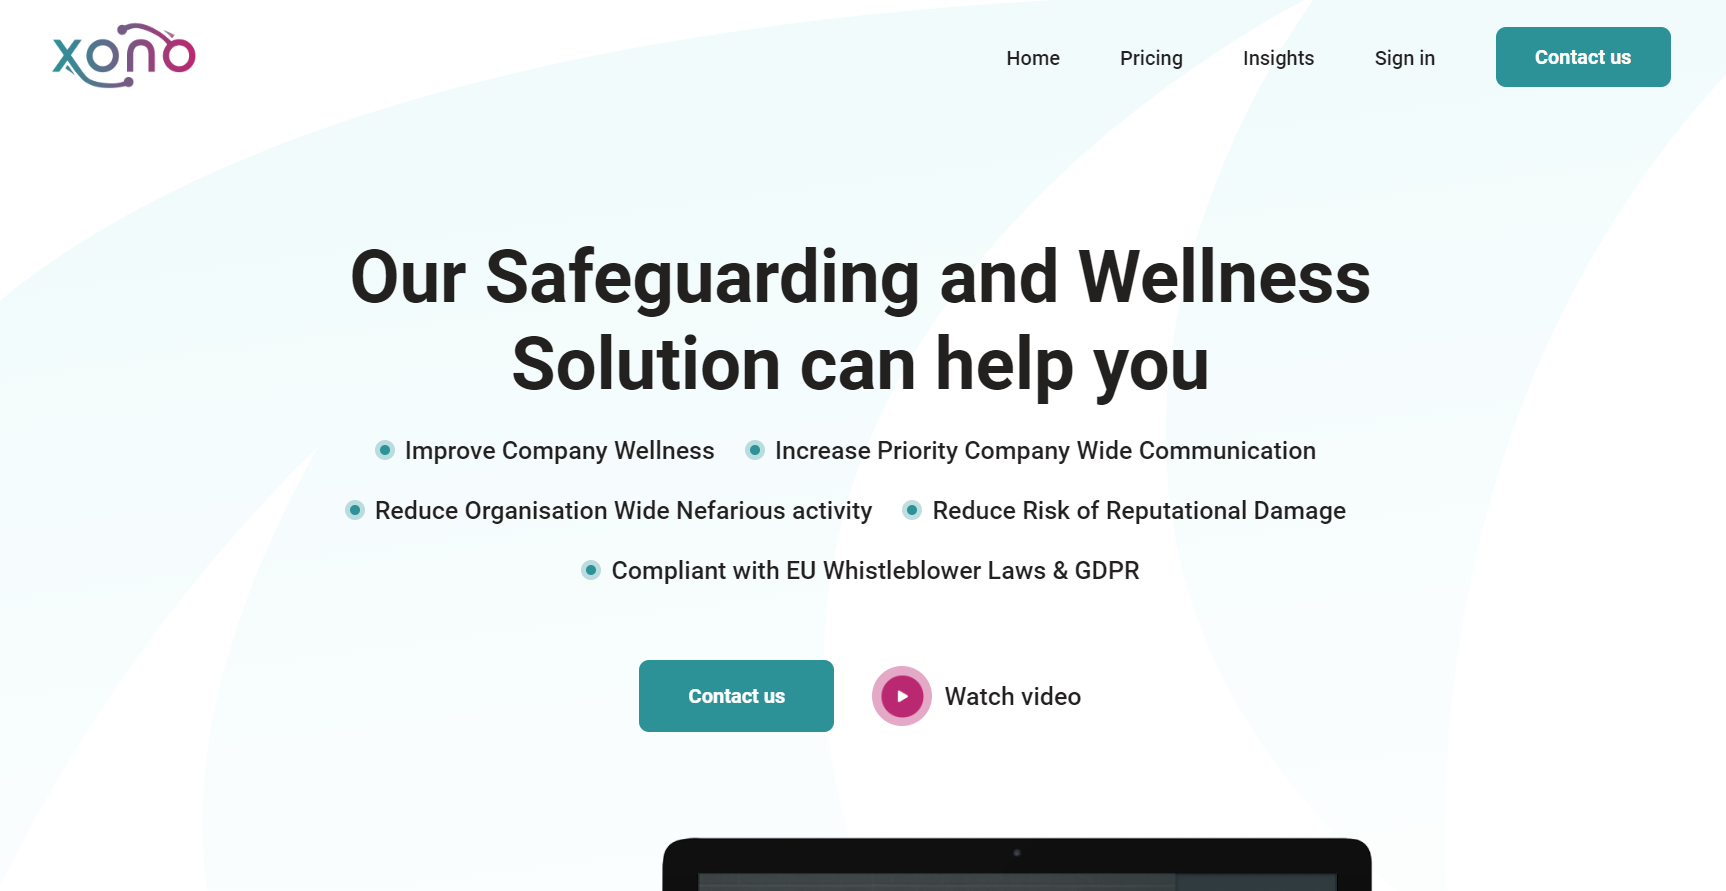 xono
Home Pricing Insights Sign in Contact us
Our Safeguarding and Wellness
Solution can help you
Improve Company Wellness Increase Priority Company Wide Communication
Reduce Organisation Wide Nefarious activity Reduce Risk of Reputational Damage
Compliant with EU Whistleblower Laws & GDPR
Contact us Watch video